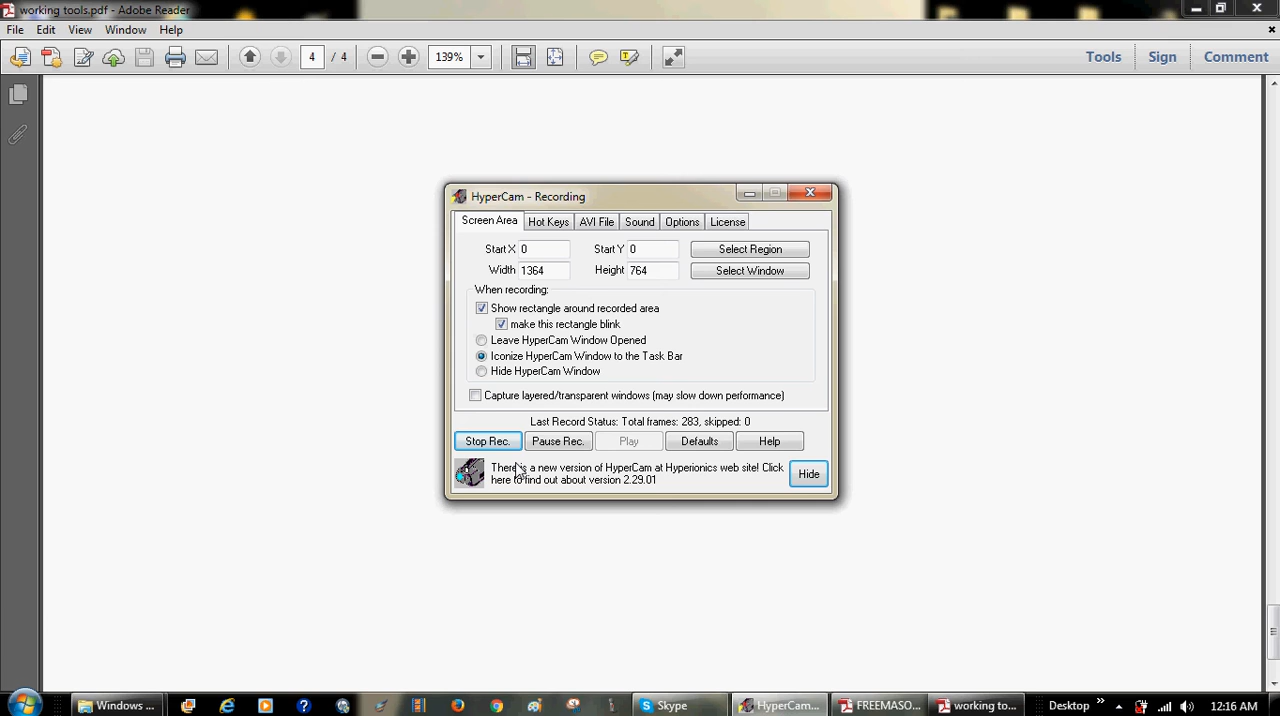 working tools.pdf - Adobe Reader
File Edit View Window Help
4 / 4 139% Tools Sign Comment
HyperCam - Recording
Screen Area Hot Keys AVI File Sound Options License
Start X 0 Start Y 0 Select Region
Width 1364 Height 764 Select Window
When recording:
Show rectangle around recorded area
make this rectangle blink
Leave HyperCam Window Opened
Iconize HyperCam Window to the Task Bar
Hide HyperCam Window
Capture layered/transparent windows (may slow down performance)
Last Record Status: Total frames: 283, skipped: 0
Stop Rec. Pause Rec. Play Defaults Help
There is a new version of HyperCam at Hyperionics web site! Click
here to find out about version 2.29.01
Hide
Windows ... Skype HyperCam... FREEMASO... working to... Desktop 12:16 AM